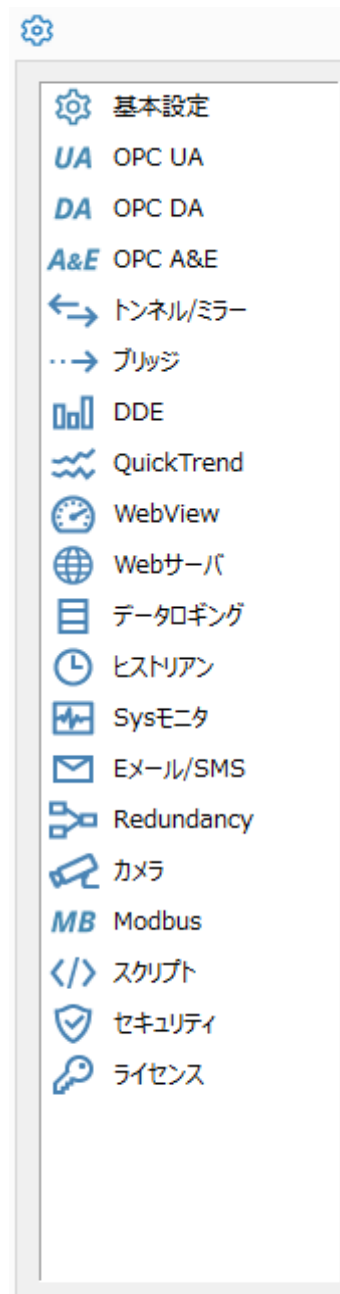 基本設定
UA OPC UA
DA OPC DA
A&E OPC A&E
トンネル/ミラー
ブリッジ
DDE
QuickTrend
WebView
Webサーバ
データロギング
ヒストリアン
Sysモニタ
Eメール/SMS
Redundancy
カメラ
MB Modbus
</> スクリプト
セキュリティ
ライセンス